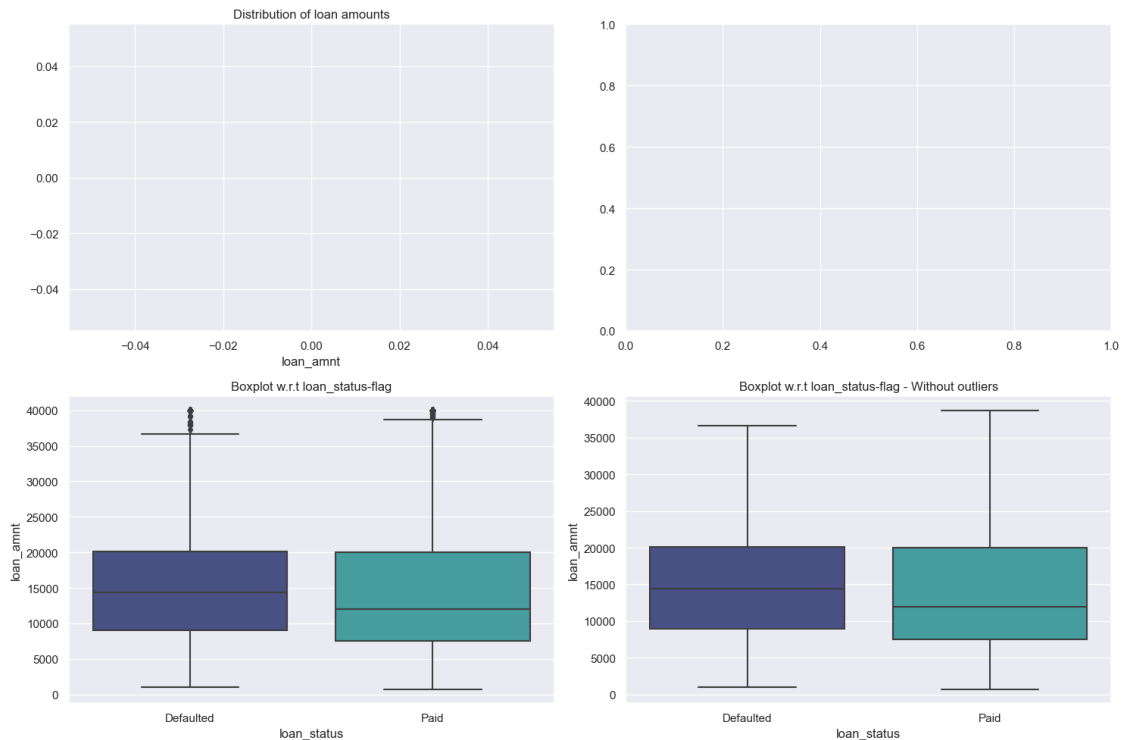 Distribution of loan amounts
0.04
0.02
0.00
−0.02
−0.04
−0.04 −0.02 0.00 0.02 0.04
loan_amnt
1.0
0.8
0.6
0.4
0.2
0.0
0.0 0.2 0.4 0.6 0.8 1.0
Boxplot w.r.t loan_status-flag
40000
35000
30000
25000
20000
15000
10000
5000
0
loan_amnt
Defaulted Paid
loan_status
Boxplot w.r.t loan_status-flag - Without outliers
40000
35000
30000
25000
20000
15000
10000
5000
0
loan_amnt
Defaulted Paid
loan_status